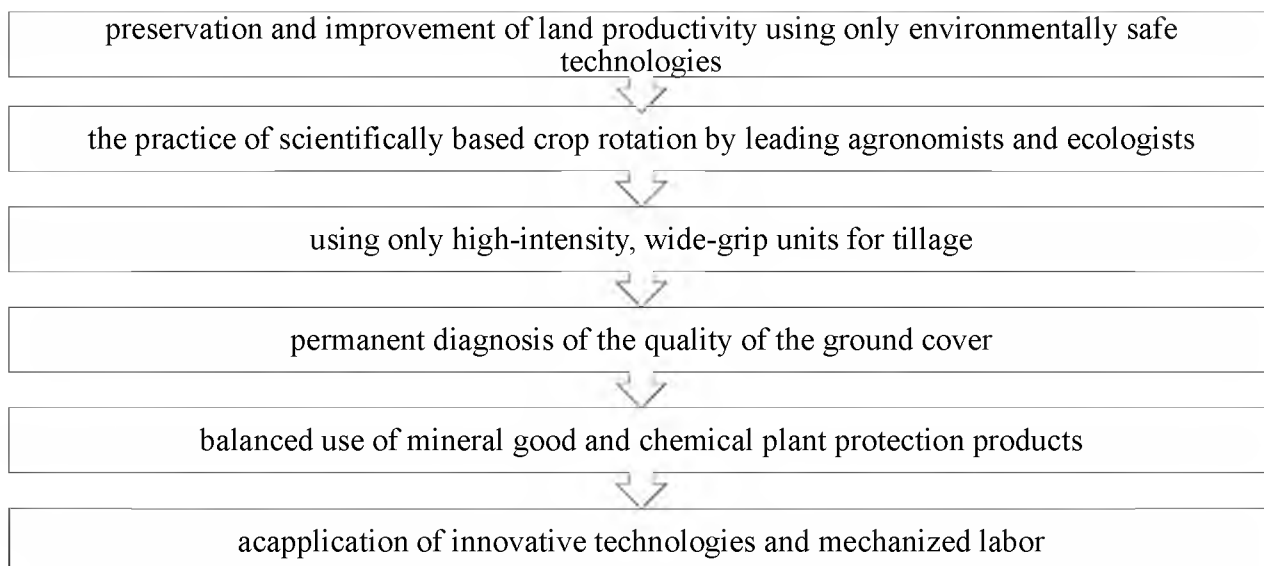 preservation and improvement of land productivity using only environmentally safe
technologies
the practice of scientifically based crop rotation by leading agronomists and ecologists
using only high-intensity, wide-grip units for tillage
permanent diagnosis of the quality of the ground cover
balanced use of mineral good and chemical plant protection products
acapplication of innovative technologies and mechanized labor